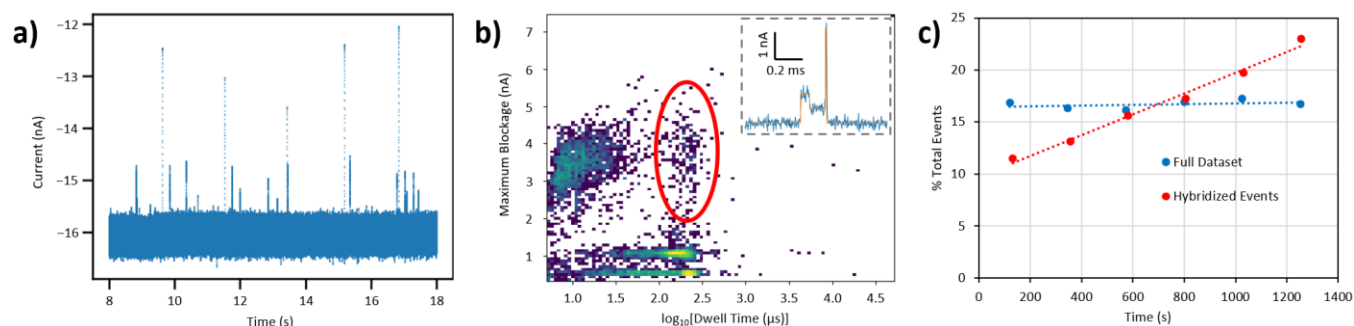 a)
Current (nA)
−12
−13
−14
−15
−16
8 10 12 14 16 18
Time (s)
b)
Maximum Blockage (nA)
7
6
5
4
3
2
1
1 nA
0.2 ms
1.0 1.5 2.0 2.5 3.0 3.5 4.0 4.5
log₁₀[Dwell Time (µs)]
c)
% Total Events
25
20
15
10
5
0
Full Dataset
Hybridized Events
0 200 400 600 800 1000 1200 1400
Time (s)